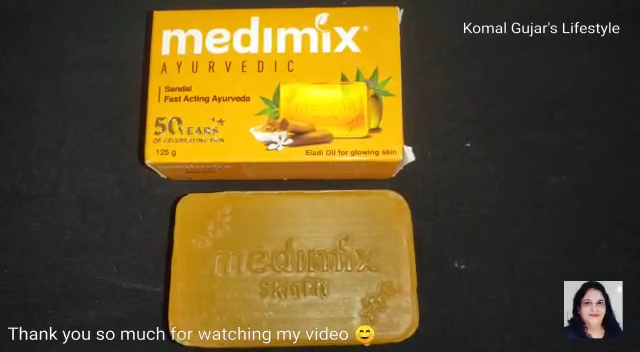 Komal Gujar's Lifestyle
medimix®
AYURVEDIC
Sandal
Fast Acting Ayurveda
50 YEARS
OF CELEBRATING SKIN
125 g
Eladi Oil for glowing skin
medimix
Thank you so much for watching my video 😊